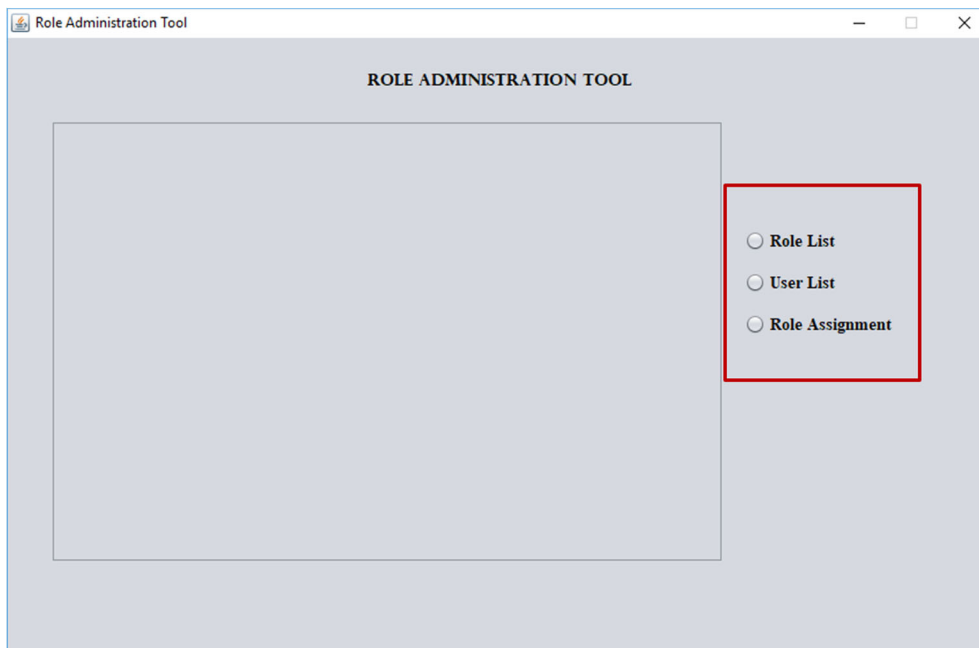 Role Administration Tool
ROLE ADMINISTRATION TOOL
Role List
User List
Role Assignment